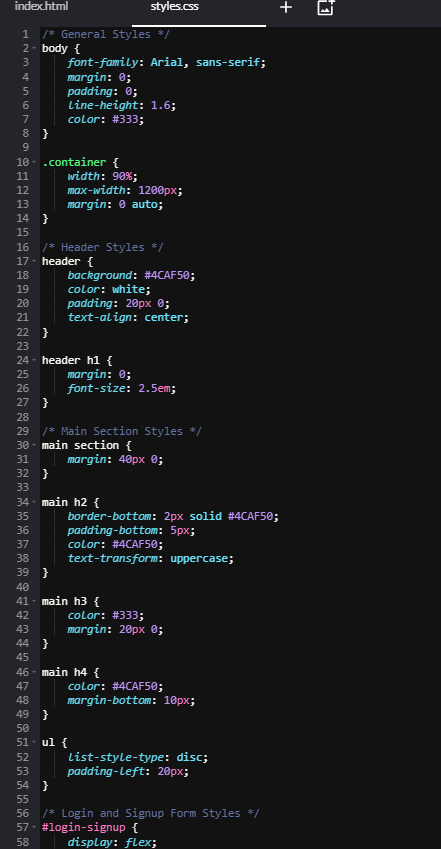 index.html
styles.css
+
1 /* General Styles */
2 body {
3 font-family: Arial, sans-serif;
4 margin: 0;
5 padding: 0;
6 line-height: 1.6;
7 color: #333;
8 }
9
10 .container {
11 width: 90%;
12 max-width: 1200px;
13 margin: 0 auto;
14 }
15
16 /* Header Styles */
17 header {
18 background: #4CAF50;
19 color: white;
20 padding: 20px 0;
21 text-align: center;
22 }
23
24 header h1 {
25 margin: 0;
26 font-size: 2.5em;
27 }
28
29 /* Main Section Styles */
30 main section {
31 margin: 40px 0;
32 }
33
34 main h2 {
35 border-bottom: 2px solid #4CAF50;
36 padding-bottom: 5px;
37 color: #4CAF50;
38 text-transform: uppercase;
39 }
40
41 main h3 {
42 color: #333;
43 margin: 20px 0;
44 }
45
46 main h4 {
47 color: #4CAF50;
48 margin-bottom: 10px;
49 }
50
51 ul {
52 list-style-type: disc;
53 padding-left: 20px;
54 }
55
56 /* Login and Signup Form Styles */
57 #login-signup {
58 display: flex;